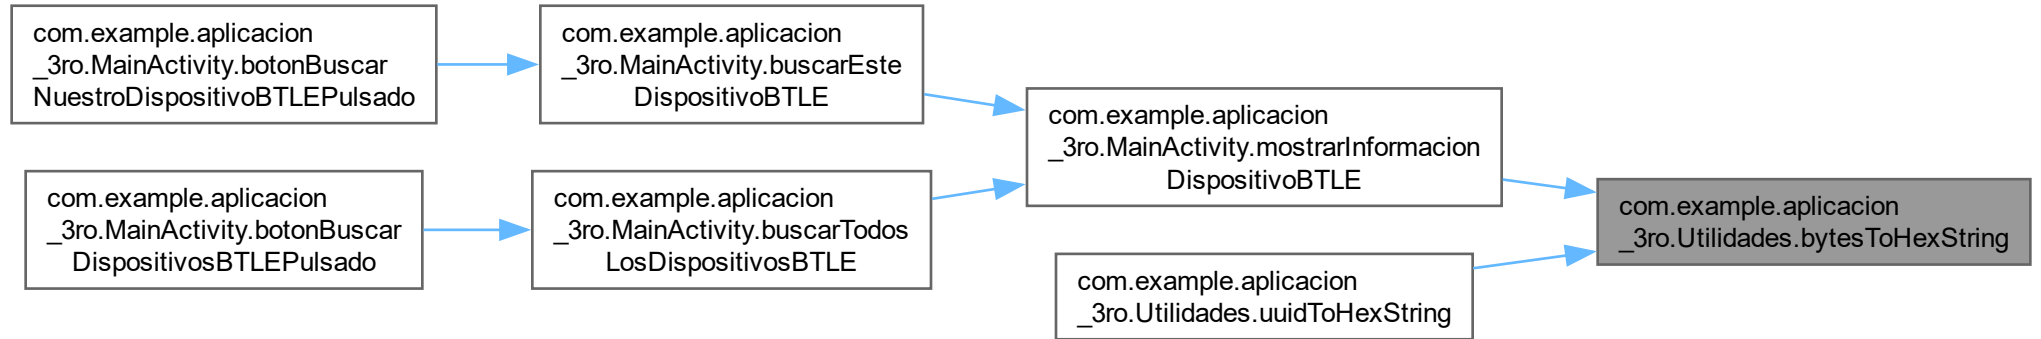 com.example.aplicacion
_3ro.MainActivity.botonBuscar
NuestroDispositivoBTLEPulsado
com.example.aplicacion
_3ro.MainActivity.buscarEste
DispositivoBTLE
com.example.aplicacion
_3ro.MainActivity.mostrarInformacion
DispositivoBTLE
com.example.aplicacion
_3ro.MainActivity.botonBuscar
DispositivosBTLEPulsado
com.example.aplicacion
_3ro.MainActivity.buscarTodos
LosDispositivosBTLE
com.example.aplicacion
_3ro.Utilidades.bytesToHexString
com.example.aplicacion
_3ro.Utilidades.uuidToHexString